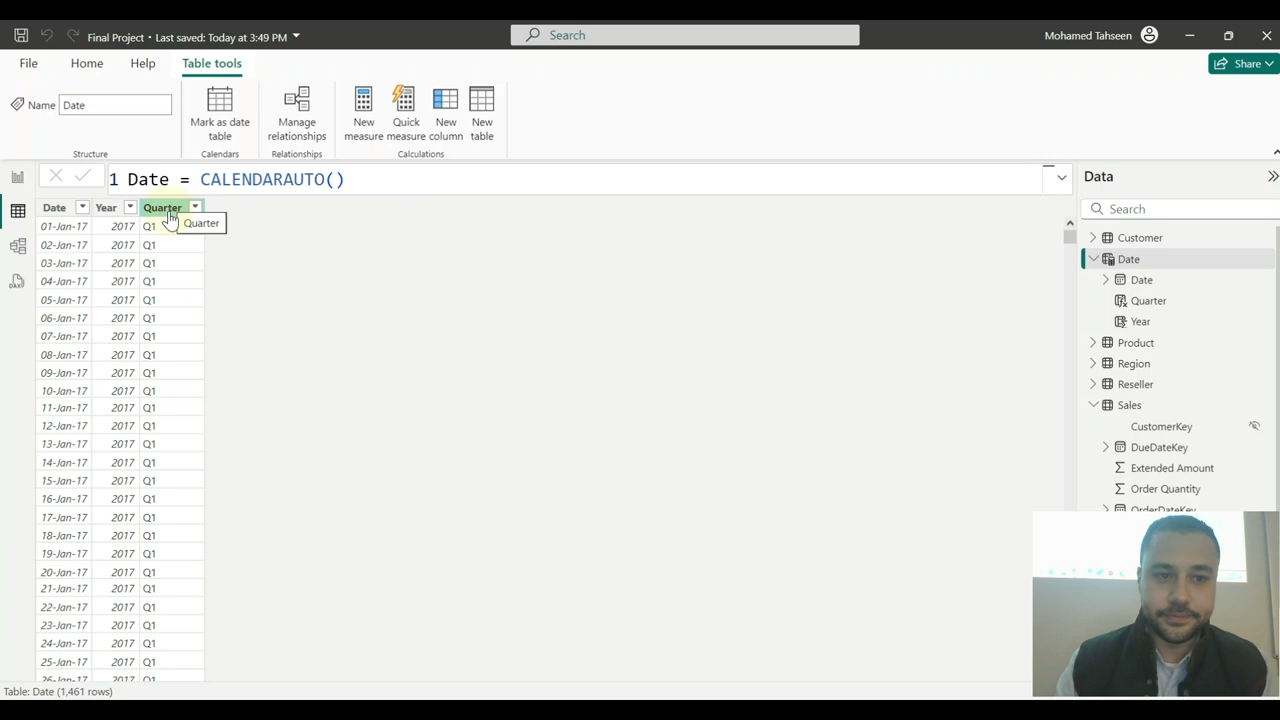 Final Project • Last saved: Today at 3:49 PM
Search
Mohamed Tahseen
File
Home
Help
Table tools
Share
Name
Date
Mark as date
table
Manage
relationships
New
measure
Quick
measure
New
column
New
table
Structure
Calendars
Relationships
Calculations
1 Date = CALENDARAUTO()
Date Year Quarter
Quarter
01-Jan-17 2017 Q1
02-Jan-17 2017 Q1
03-Jan-17 2017 Q1
04-Jan-17 2017 Q1
05-Jan-17 2017 Q1
06-Jan-17 2017 Q1
07-Jan-17 2017 Q1
08-Jan-17 2017 Q1
09-Jan-17 2017 Q1
10-Jan-17 2017 Q1
11-Jan-17 2017 Q1
12-Jan-17 2017 Q1
13-Jan-17 2017 Q1
14-Jan-17 2017 Q1
15-Jan-17 2017 Q1
16-Jan-17 2017 Q1
17-Jan-17 2017 Q1
18-Jan-17 2017 Q1
19-Jan-17 2017 Q1
20-Jan-17 2017 Q1
21-Jan-17 2017 Q1
22-Jan-17 2017 Q1
23-Jan-17 2017 Q1
24-Jan-17 2017 Q1
25-Jan-17 2017 Q1
26-Jan-17 2017 Q1
Table: Date (1,461 rows)
Data
Search
Customer
Date
Date
Quarter
Year
Product
Region
Reseller
Sales
CustomerKey
DueDateKey
Extended Amount
Order Quantity
OrderDateKey